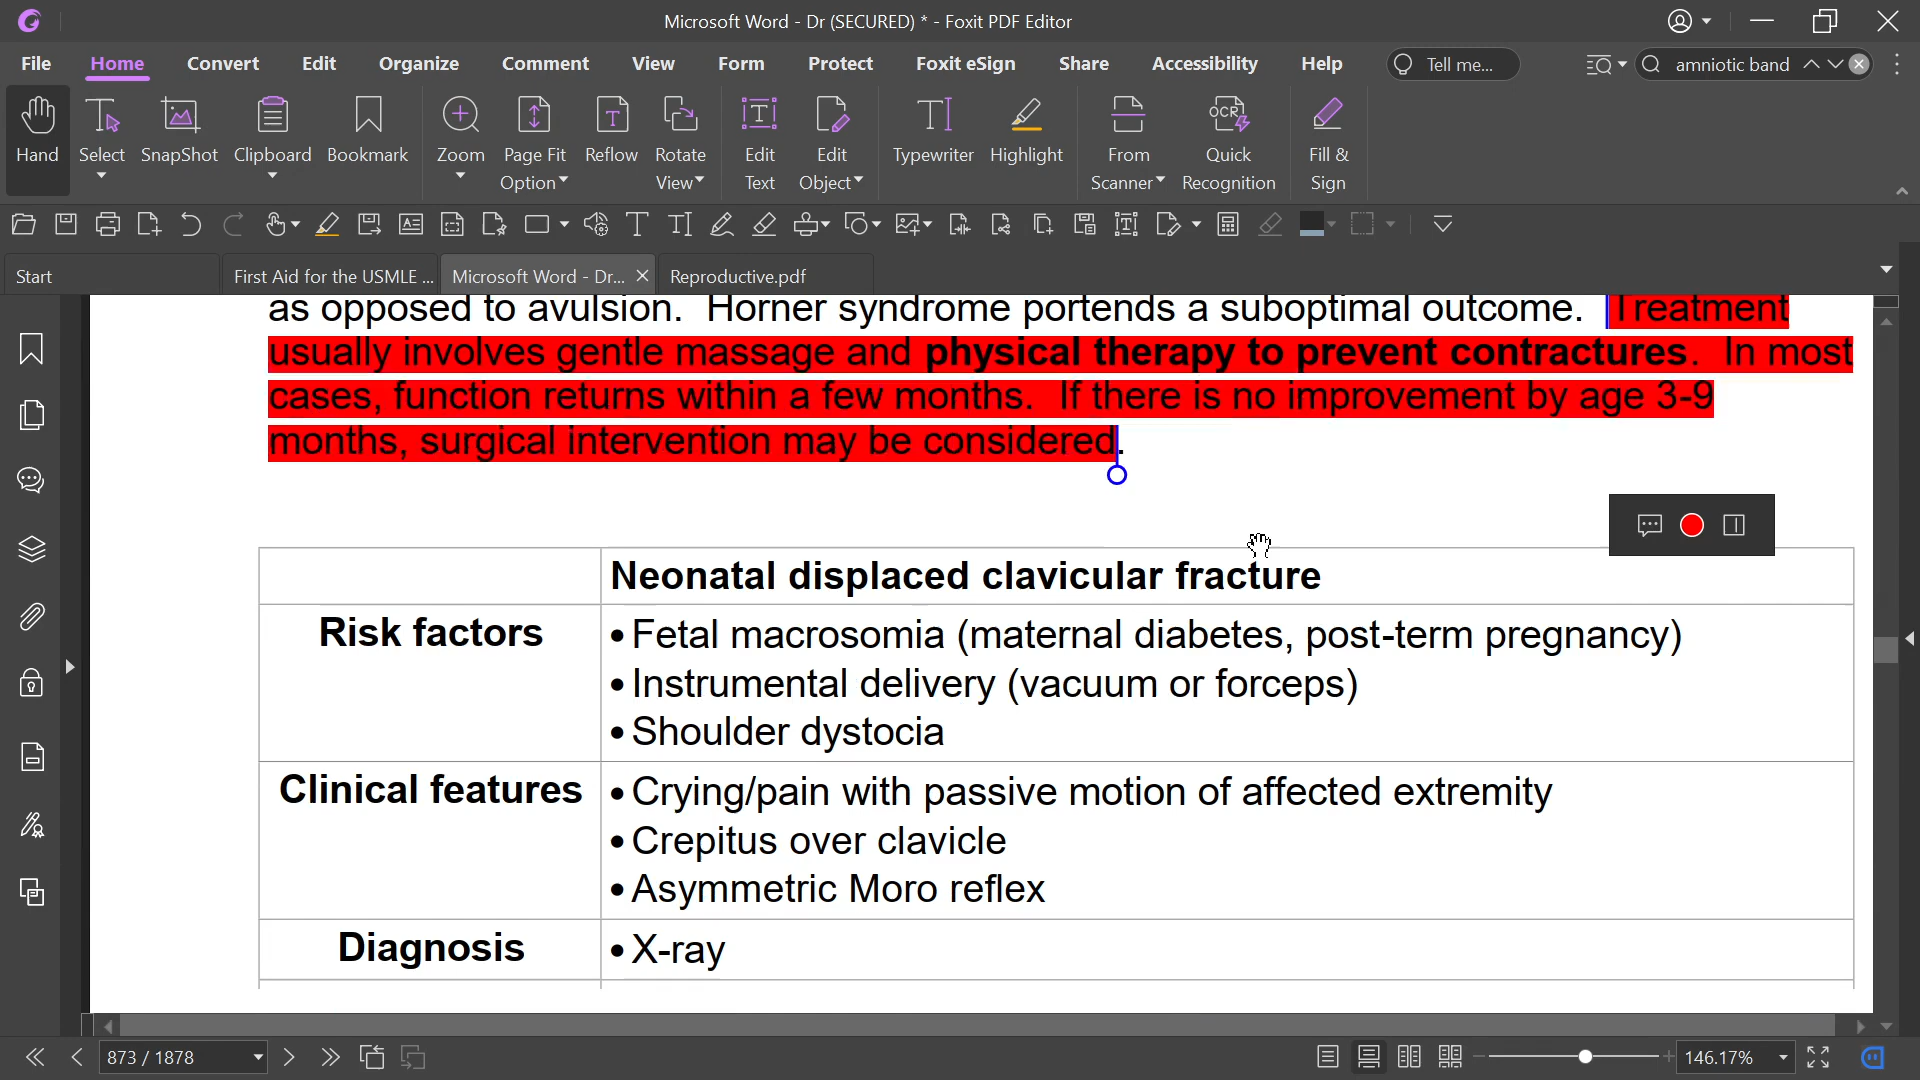 Microsoft Word - Dr (SECURED) * - Foxit PDF Editor
File Home Convert Edit Organize Comment View Form Protect Foxit eSign Share Accessibility Help Tell me... amniotic band
Hand Select SnapShot Clipboard Bookmark Zoom Page Fit Option Reflow Rotate View Edit Text Edit Object Typewriter Highlight From Scanner OCR Quick Recognition Fill & Sign
Start First Aid for the USMLE ... Microsoft Word - Dr... Reproductive.pdf
as opposed to avulsion. Horner syndrome portends a suboptimal outcome. Treatment
usually involves gentle massage and physical therapy to prevent contractures. In most
cases, function returns within a few months. If there is no improvement by age 3-9
months, surgical intervention may be considered.
Neonatal displaced clavicular fracture
Risk factors • Fetal macrosomia (maternal diabetes, post-term pregnancy)
• Instrumental delivery (vacuum or forceps)
• Shoulder dystocia
Clinical features • Crying/pain with passive motion of affected extremity
• Crepitus over clavicle
• Asymmetric Moro reflex
Diagnosis • X-ray
873 / 1878 146.17%